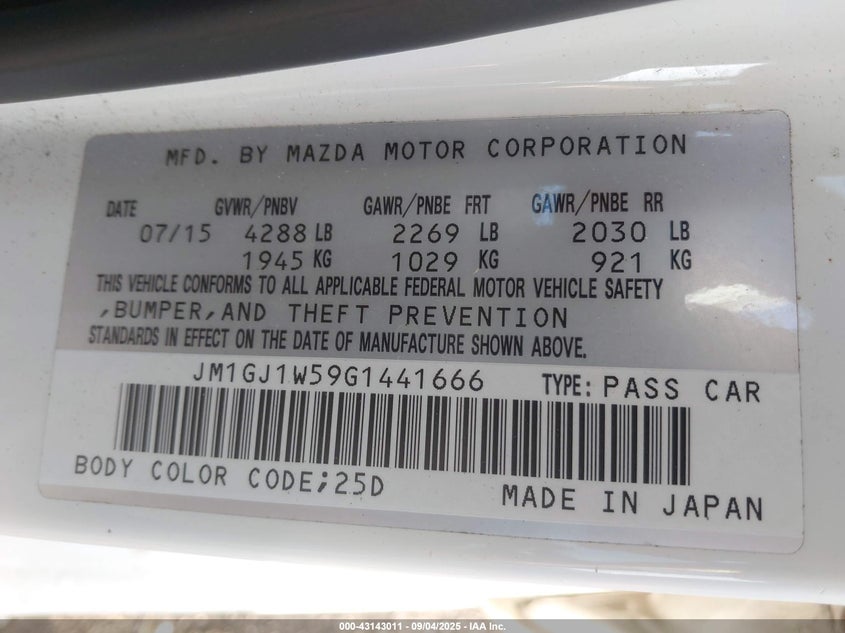 MFD. BY MAZDA MOTOR CORPORATION
DATE GVWR/PNBV GAWR/PNBE FRT GAWR/PNBE RR
07/15 4288 LB 2269 LB 2030 LB
1945 KG 1029 KG 921 KG
THIS VEHICLE CONFORMS TO ALL APPLICABLE FEDERAL MOTOR VEHICLE SAFETY
,BUMPER,AND THEFT PREVENTION
STANDARDS IN EFFECT ON THE DATE OF MANUFACTURE SHOWN ABOVE.
JM1GJ1W59G1441666 TYPE: PASS CAR
BODY COLOR CODE;25D
MADE IN JAPAN
000-43143011 - 09/04/2025 - IAA Inc.